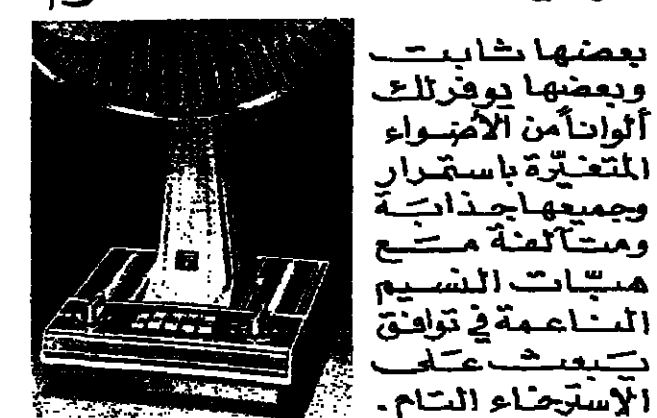 بعضها ثابت
وبعضها يوفر لك
ألواناً من الأضواء
المتغيّرة باستمرار
وجميعها جذابة
ومتآلفة مع
هبّات النسيم
الناعمة في توافق
يبعث على
الإسترخاء التام.